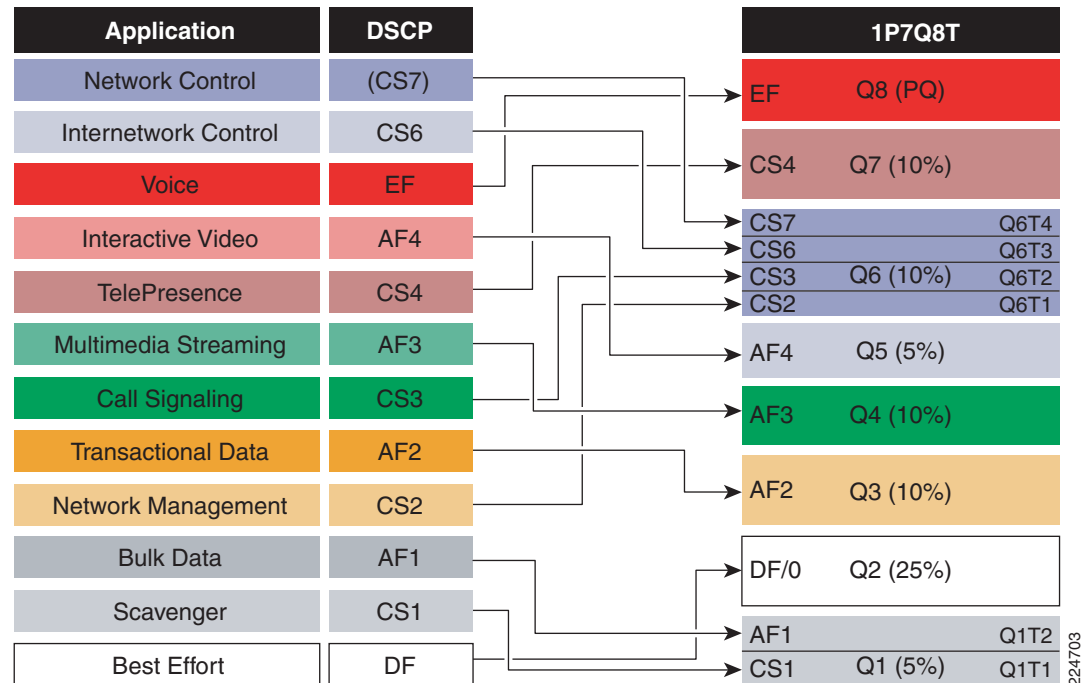 Application DSCP 1P7Q8T
Network Control (CS7)
EF Q8 (PQ)
Internetwork Control CS6
CS4 Q7 (10%)
Voice EF
CS7 Q6T4
Interactive Video AF4
CS6 Q6T3
CS3 Q6 (10%) Q6T2
TelePresence CS4
CS2 Q6T1
Multimedia Streaming AF3
AF4 Q5 (5%)
Call Signaling CS3
AF3 Q4 (10%)
Transactional Data AF2
AF2 Q3 (10%)
Network Management CS2
Bulk Data AF1
DF/0 Q2 (25%)
Scavenger CS1
AF1 Q1T2
Best Effort DF
CS1 Q1 (5%) Q1T1
224703